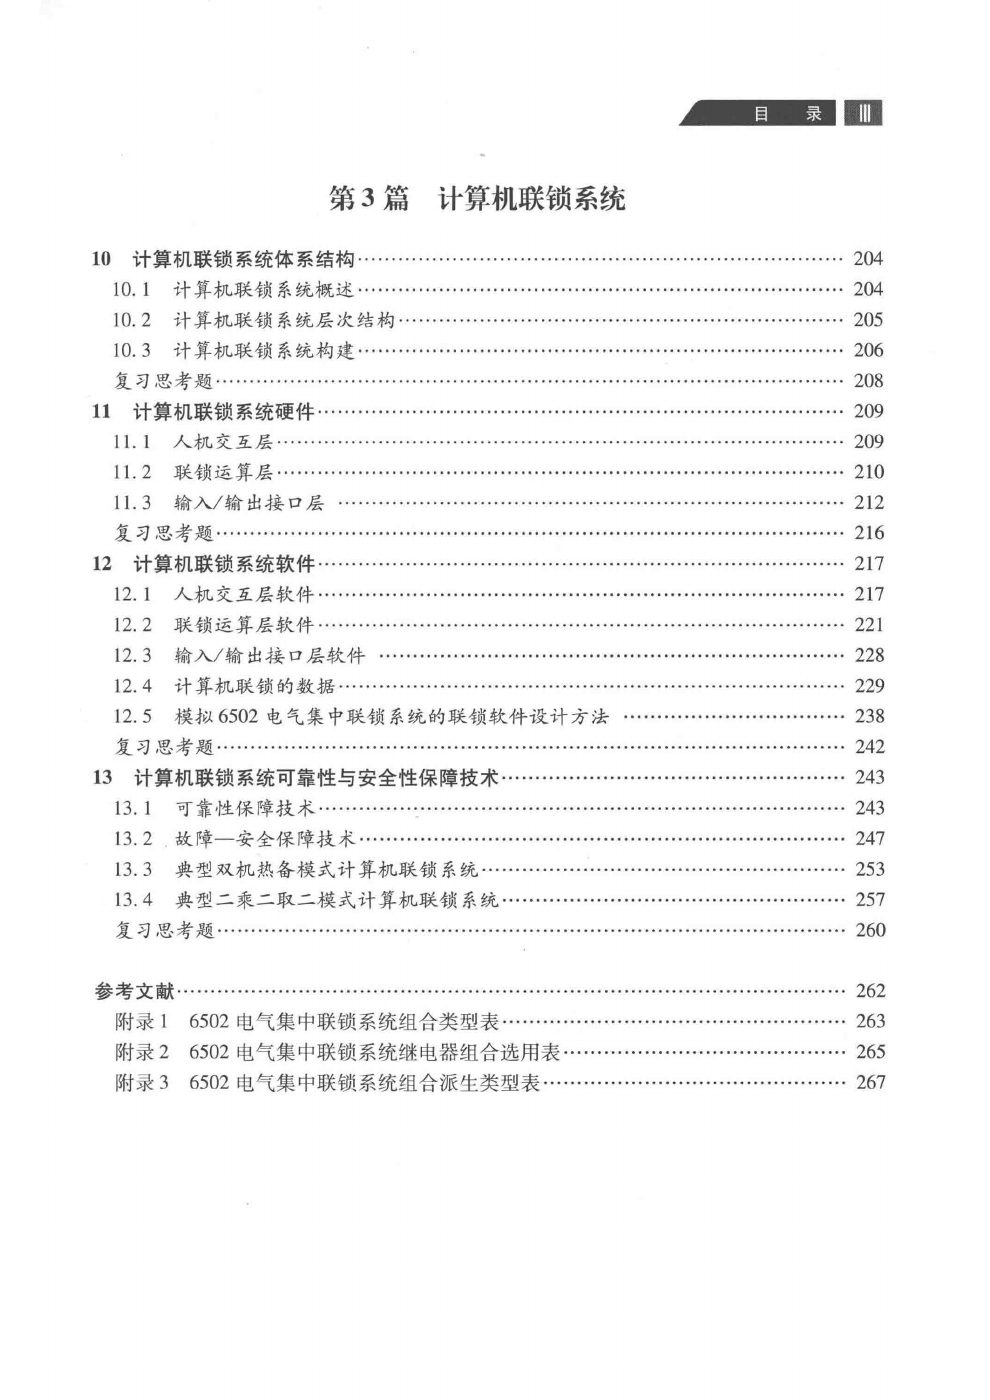 目 录 Ⅲ
第3篇 计算机联锁系统
10 计算机联锁系统体系结构…………204
10.1 计算机联锁系统概述…………204
10.2 计算机联锁系统层次结构…………205
10.3 计算机联锁系统构建…………206
复习思考题…………208
11 计算机联锁系统硬件…………209
11.1 人机交互层…………209
11.2 联锁运算层…………210
11.3 输入/输出接口层…………212
复习思考题…………216
12 计算机联锁系统软件…………217
12.1 人机交互层软件…………217
12.2 联锁运算层软件…………221
12.3 输入/输出接口层软件…………228
12.4 计算机联锁的数据…………229
12.5 模拟6502电气集中联锁系统的联锁软件设计方法…………238
复习思考题…………242
13 计算机联锁系统可靠性与安全性保障技术…………243
13.1 可靠性保障技术…………243
13.2 故障—安全保障技术…………247
13.3 典型双机热备模式计算机联锁系统…………253
13.4 典型二乘二取二模式计算机联锁系统…………257
复习思考题…………260
参考文献…………262
附录1 6502电气集中联锁系统组合类型表…………263
附录2 6502电气集中联锁系统继电器组合选用表…………265
附录3 6502电气集中联锁系统组合派生类型表…………267